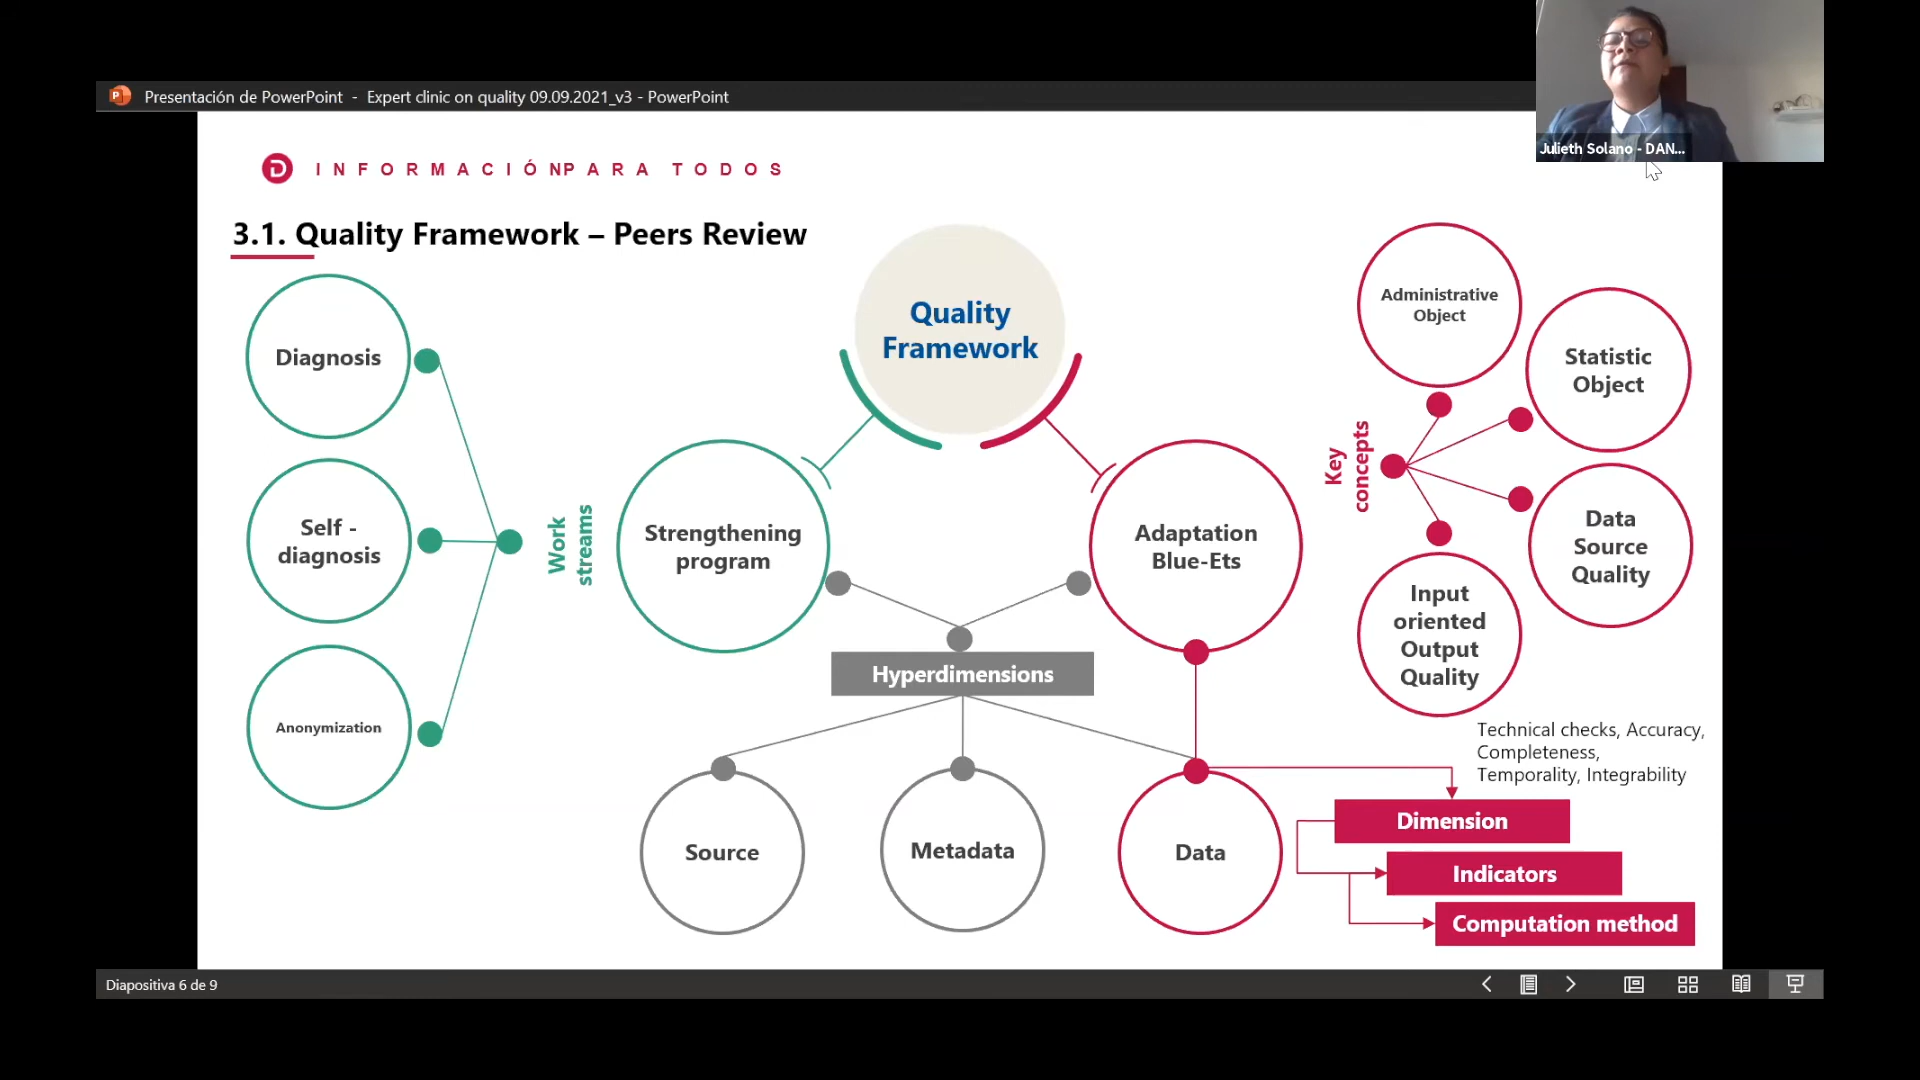 Presentación de PowerPoint - Expert clinic on quality 09.09.2021_v3 - PowerPoint
Julieth Solano - DAN...
INFORMACIÓNPARA TODOS
3.1. Quality Framework – Peers Review
Quality
Framework
Diagnosis
Self -
diagnosis
Anonymization
Work
streams
Strengthening
program
Adaptation
Blue-Ets
Key
concepts
Administrative
Object
Statistic
Object
Data
Source
Quality
Input
oriented
Output
Quality
Hyperdimensions
Source
Metadata
Data
Technical checks, Accuracy,
Completeness,
Temporality, Integrability
Dimension
Indicators
Computation method
Diapositiva 6 de 9